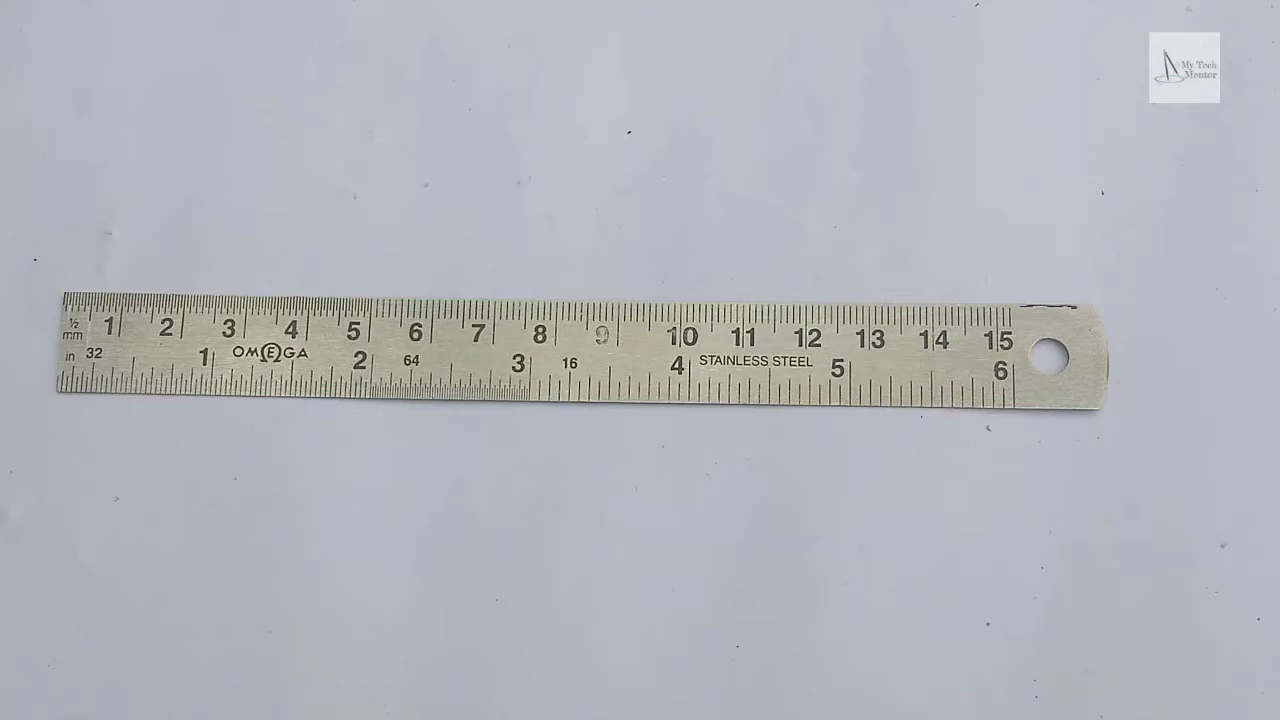 My Tech
Mentor
½ mm 1 2 3 4 5 6 7 8 9 10 11 12 13 14 15
OMEGA
in 32 1 2 64 3 16 4 STAINLESS STEEL 5 6